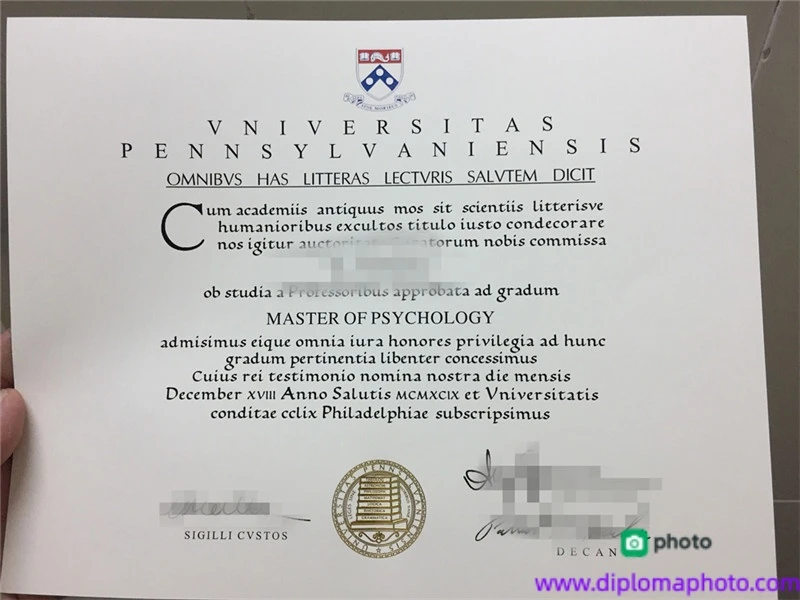 VNIVERSITAS
PENNSYLVANIENSIS
OMNIBVS HAS LITTERAS LECTVRIS SALVTEM DICIT
Cum academiis antiquus mos sit scientiis litterisve
humanioribus excultos titulo iusto condecorare
nos igitur auctoritate Curatorum nobis commissa
ob studia a Professoribus approbata ad gradum
MASTER OF PSYCHOLOGY
admisimus eique omnia iura honores privilegia ad hunc
gradum pertinentia libenter concessimus
Cuius rei testimonio nomina nostra die mensis
December XVIII Anno Salutis MCMXCIX et Vniversitatis
conditae cclix Philadelphiae subscripsimus
SIGILLI CVSTOS
DECAN
photo
www.diplomaphoto.com